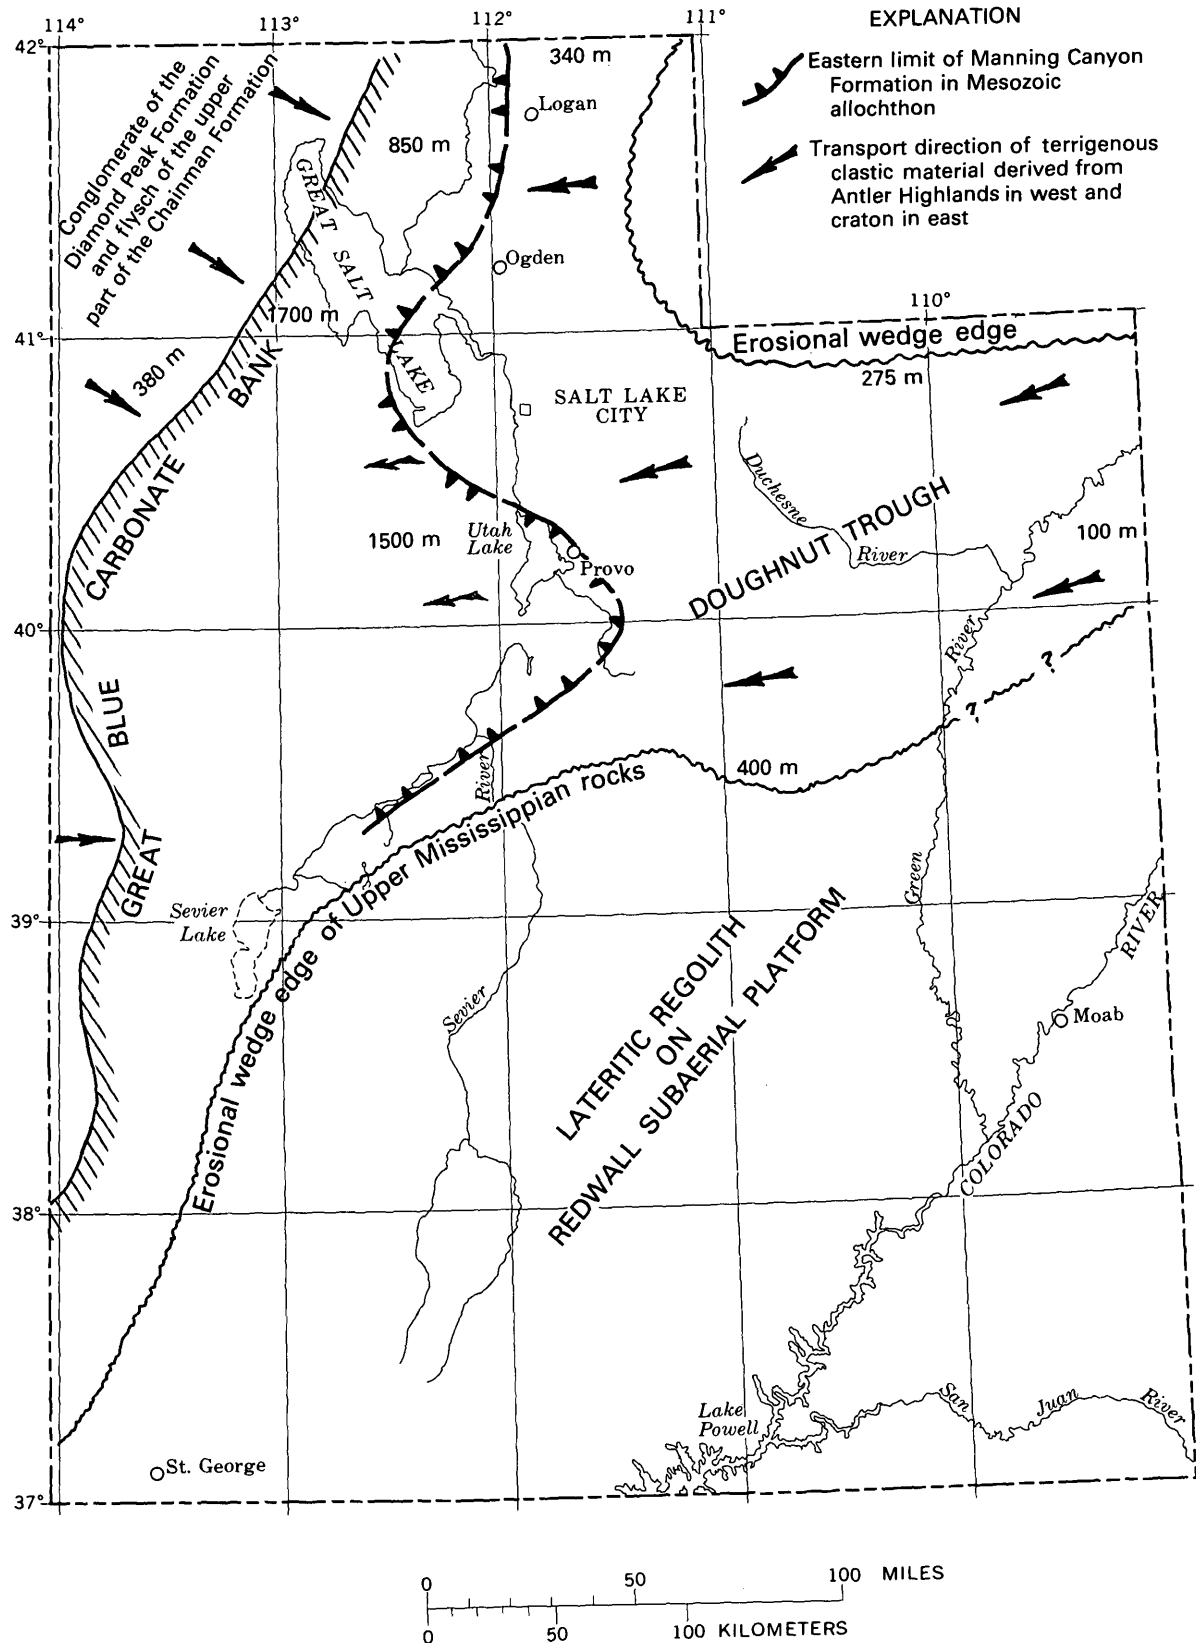 114°
113°
112°
111°
EXPLANATION
42°
Eastern limit of Manning Canyon
Formation in Mesozoic
allochthon
Transport direction of terrigenous
clastic material derived from
Antler Highlands in west and
craton in east
Conglomerate of the
Diamond Peak Formation
and flysch of the upper
part of the Chainman Formation
340 m
Logan
850 m
GREAT SALT
LAKE
Ogden
1700 m
110°
41°
Erosional wedge edge
275 m
380 m
SALT LAKE
CITY
GREAT BLUE CARBONATE BANK
Duchesne
River
DOUGHNUT TROUGH
100 m
1500 m
Utah
Lake
Provo
40°
River
?
?
400 m
River
Erosional wedge edge of Upper Mississippian rocks
Green
39°
Sevier
Lake
Sevier
LATERITIC REGOLITH
ON
REDWALL SUBAERIAL PLATFORM
RIVER
Moab
COLORADO
38°
Lake
Powell
San
Juan
River
St. George
37°
0
50
100 MILES
0
50
100 KILOMETERS